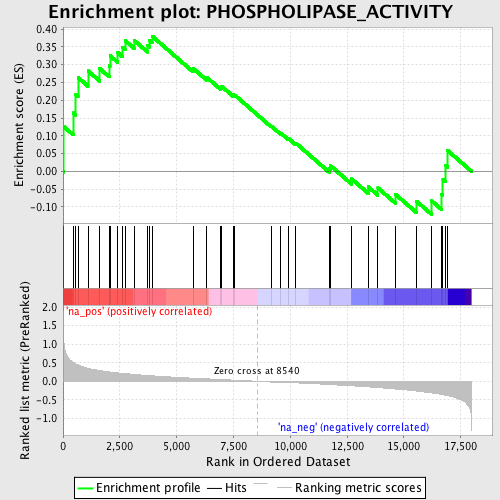 Enrichment plot: PHOSPHOLIPASE_ACTIVITY
Enrichment score (ES)
0.40
0.35
0.30
0.25
0.20
0.15
0.10
0.05
0.00
-0.05
-0.10
'na_pos' (positively correlated)
Ranked list metric (PreRanked)
2.0
1.5
1.0
0.5
0.0
-0.5
-1.0
Zero cross at 8540
'na_neg' (negatively correlated)
0 2,500 5,000 7,500 10,000 12,500 15,000 17,500
Rank in Ordered Dataset
Enrichment profile Hits Ranking metric scores